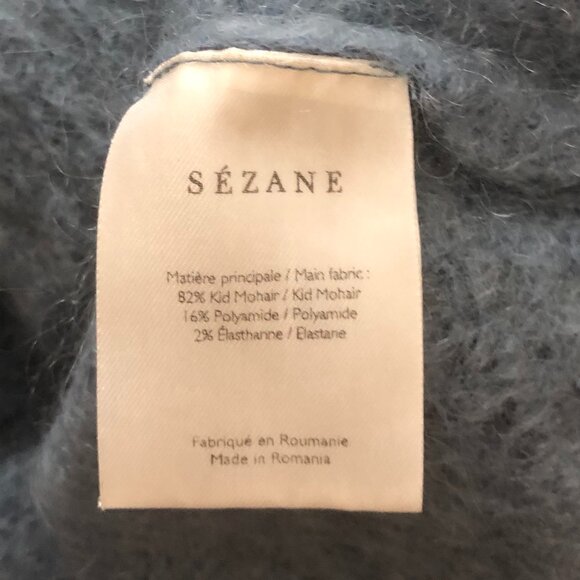 SÉZANE
Matière principale / Main fabric :
82% Kid Mohair / Kid Mohair
16% Polyamide / Polyamide
2% Élasthanne / Elastane
Fabriqué en Roumanie
Made in Romania